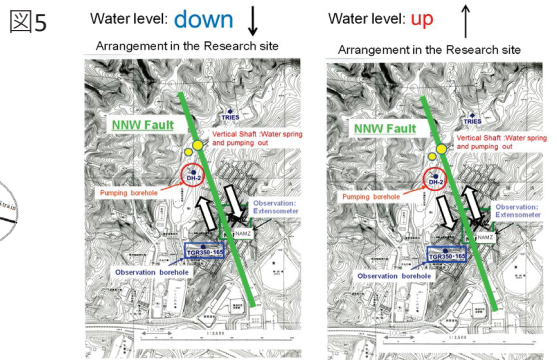 図5
Water level: down
Arrangement in the Research site
TRIES
NNW Fault
Vertical Shaft :Water spring
and pumping out
DH-2
Pumping borehole
Observation:
Extensometer
NAMZ
TGR350-165
Observation borehole
Water level: up
Arrangement in the Research site
TRIES
NNW Fault
Vertical Shaft :Water spring
and pumping out
DH-2
Pumping borehole
Observation:
Extensometer
NAMZ
TGR350-165
Observation borehole